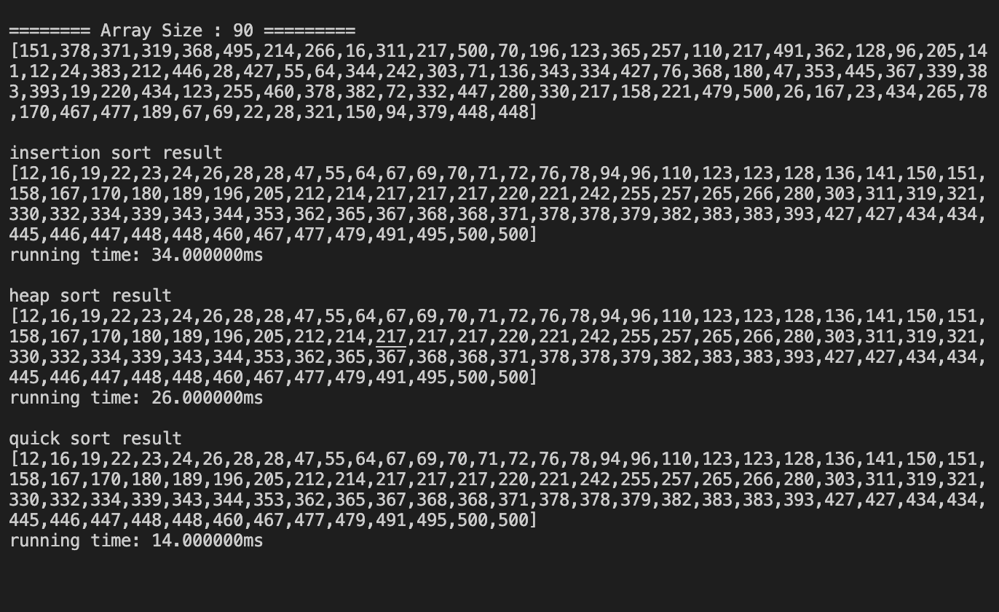 ======== Array Size : 90 =========
[151,378,371,319,368,495,214,266,16,311,217,500,70,196,123,365,257,110,217,491,362,128,96,205,14
1,12,24,383,212,446,28,427,55,64,344,242,303,71,136,343,334,427,76,368,180,47,353,445,367,339,38
3,393,19,220,434,123,255,460,378,382,72,332,447,280,330,217,158,221,479,500,26,167,23,434,265,78
,170,467,477,189,67,69,22,28,321,150,94,379,448,448]
insertion sort result
[12,16,19,22,23,24,26,28,28,47,55,64,67,69,70,71,72,76,78,94,96,110,123,123,128,136,141,150,151,
158,167,170,180,189,196,205,212,214,217,217,217,220,221,242,255,257,265,266,280,303,311,319,321,
330,332,334,339,343,344,353,362,365,367,368,368,371,378,378,379,382,383,383,393,427,427,434,434,
445,446,447,448,448,460,467,477,479,491,495,500,500]
running time: 34.000000ms
heap sort result
[12,16,19,22,23,24,26,28,28,47,55,64,67,69,70,71,72,76,78,94,96,110,123,123,128,136,141,150,151,
158,167,170,180,189,196,205,212,214,217,217,217,220,221,242,255,257,265,266,280,303,311,319,321,
330,332,334,339,343,344,353,362,365,367,368,368,371,378,378,379,382,383,383,393,427,427,434,434,
445,446,447,448,448,460,467,477,479,491,495,500,500]
running time: 26.000000ms
quick sort result
[12,16,19,22,23,24,26,28,28,47,55,64,67,69,70,71,72,76,78,94,96,110,123,123,128,136,141,150,151,
158,167,170,180,189,196,205,212,214,217,217,217,220,221,242,255,257,265,266,280,303,311,319,321,
330,332,334,339,343,344,353,362,365,367,368,368,371,378,378,379,382,383,383,393,427,427,434,434,
445,446,447,448,448,460,467,477,479,491,495,500,500]
running time: 14.000000ms